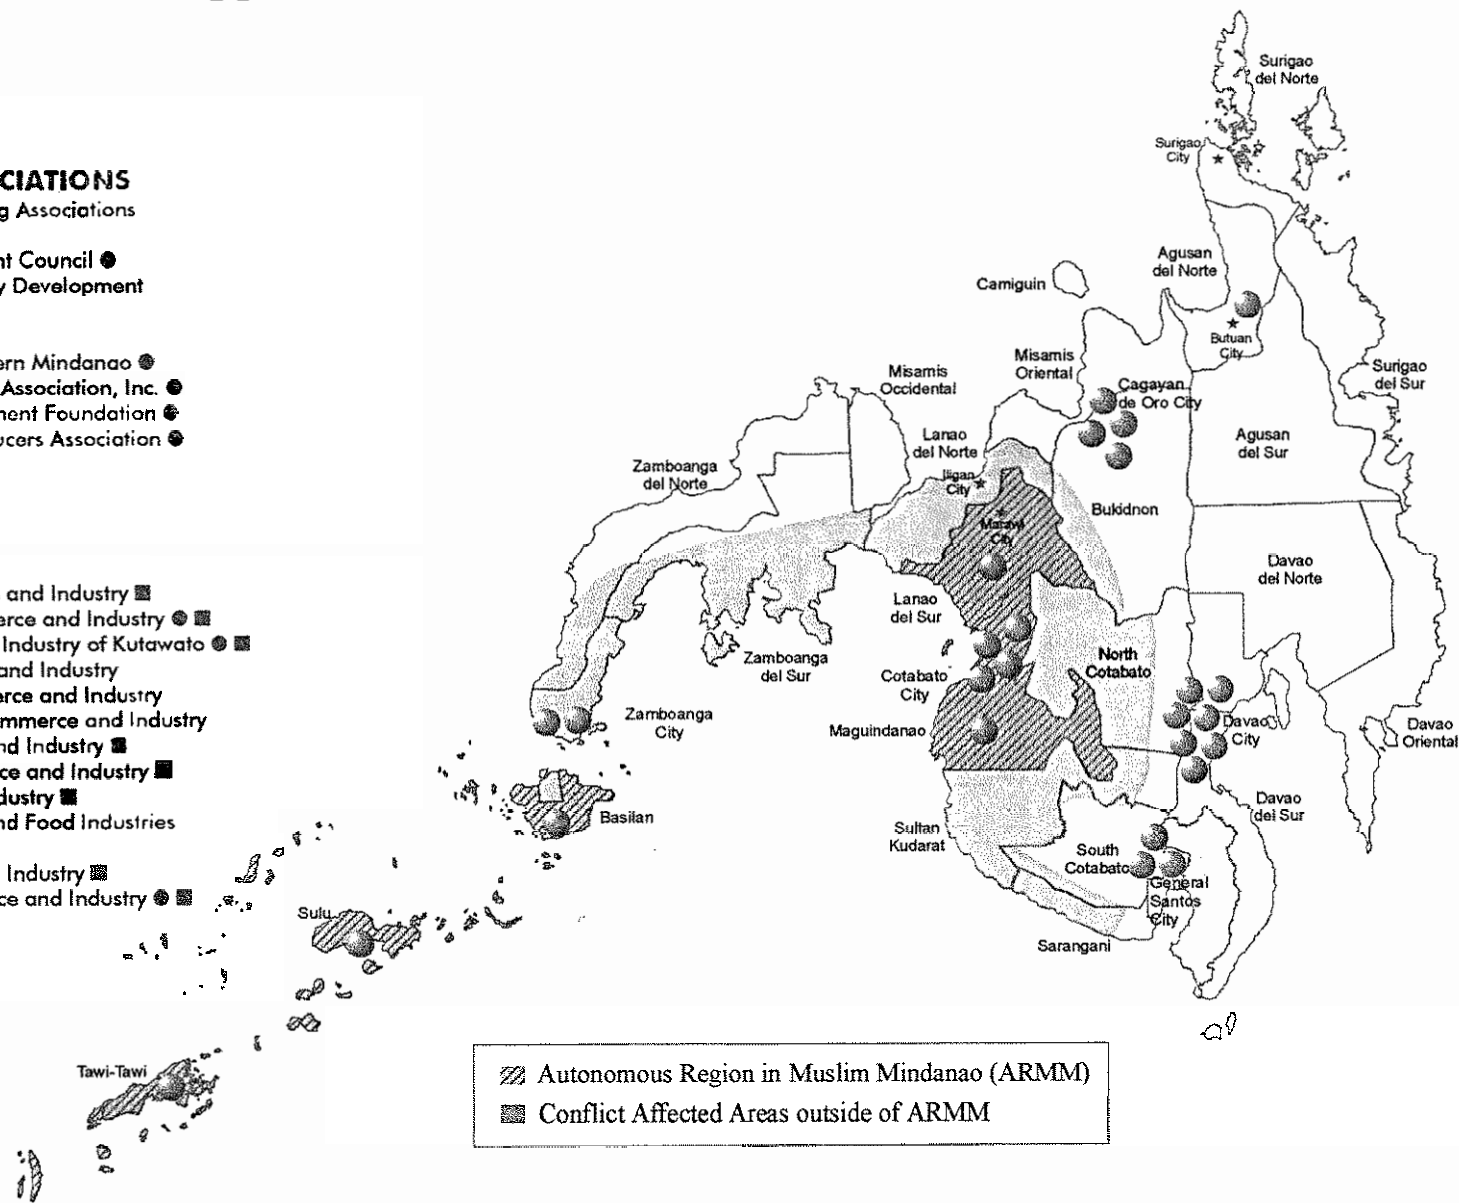 CIATIONS
g Associations
nt Council
y Development
ern Mindanao
Association, Inc.
nent Foundation
ucers Association
and Industry
erce and Industry
Industry of Kutawato
and Industry
erce and Industry
ommerce and Industry
nd Industry
ce and Industry
dustry
nd Food Industries
Industry
ce and Industry
Surigao
del Norte
Surigao
City
Agusan
del Norte
Camiguin
Butuan
City
Misamis
Oriental
Surigao
del Sur
Misamis
Occidental
Cagayan
de Oro City
Lanao
del Norte
Agusan
del Sur
Zamboanga
del Norte
Iligan
City
Bukidnon
Marawi
City
Davao
del Norte
Lanao
del Sur
Zamboanga
del Sur
North
Cotabato
Cotabato
City
Zamboanga
City
Maguindanao
Davao
City
Davao
Oriental
Basilan
Davao
del Sur
Sultan
Kudarat
South
Cotabato
General
Santos
City
Sulu
Sarangani
Tawi-Tawi
Autonomous Region in Muslim Mindanao (ARMM)
Conflict Affected Areas outside of ARMM